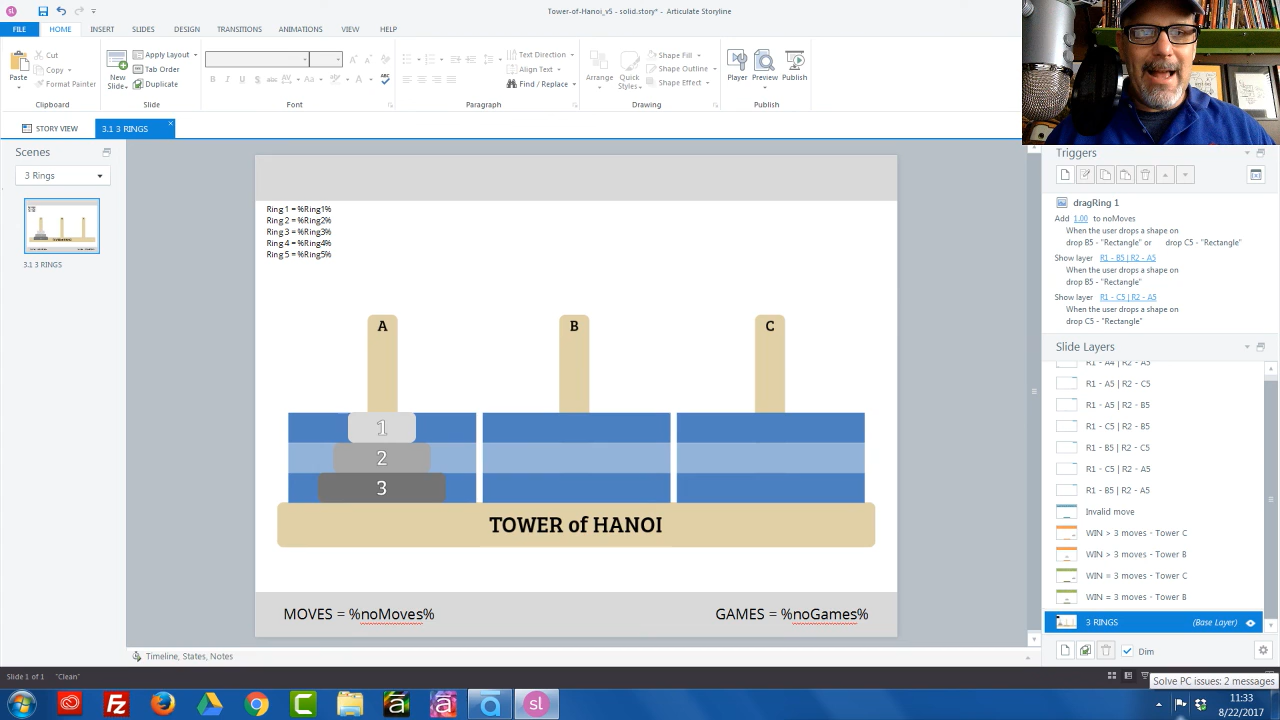 Tower-of-Hanoi_v5 - solid.story* - Articulate Storyline
FILE
HOME
INSERT
SLIDES
DESIGN
TRANSITIONS
ANIMATIONS
VIEW
HELP
Paste
Cut
Copy
Format Painter
Clipboard
New Slide
Apply Layout
Tab Order
Duplicate
Slide
Font
Text Direction
Align Text
Find / Replace
Paragraph
Arrange
Quick Styles
Shape Fill
Shape Outline
Shape Effect
Drawing
Player
Preview
Publish
Publish
STORY VIEW
3.1 3 RINGS
Scenes
3 Rings
3.1 3 RINGS
Ring 1 = %Ring1%
Ring 2 = %Ring2%
Ring 3 = %Ring3%
Ring 4 = %Ring4%
Ring 5 = %Ring5%
A
B
C
1
2
3
TOWER of HANOI
MOVES = %noMoves%
GAMES = %noGames%
Triggers
dragRing 1
Add 1.00 to noMoves
When the user drops a shape on
drop B5 - "Rectangle" or drop C5 - "Rectangle"
Show layer R1 - B5 | R2 - A5
When the user drops a shape on
drop B5 - "Rectangle"
Show layer R1 - C5 | R2 - A5
When the user drops a shape on
drop C5 - "Rectangle"
Slide Layers
R1 - A4 | R2 - A5
R1 - A5 | R2 - C5
R1 - A5 | R2 - B5
R1 - C5 | R2 - B5
R1 - B5 | R2 - C5
R1 - C5 | R2 - A5
R1 - B5 | R2 - A5
Invalid move
WIN > 3 moves - Tower C
WIN > 3 moves - Tower B
WIN = 3 moves - Tower C
WIN = 3 moves - Tower B
3 RINGS (Base Layer)
Dim
Timeline, States, Notes
Slide 1 of 1 "Clean"
Solve PC issues: 2 messages
11:33
8/22/2017